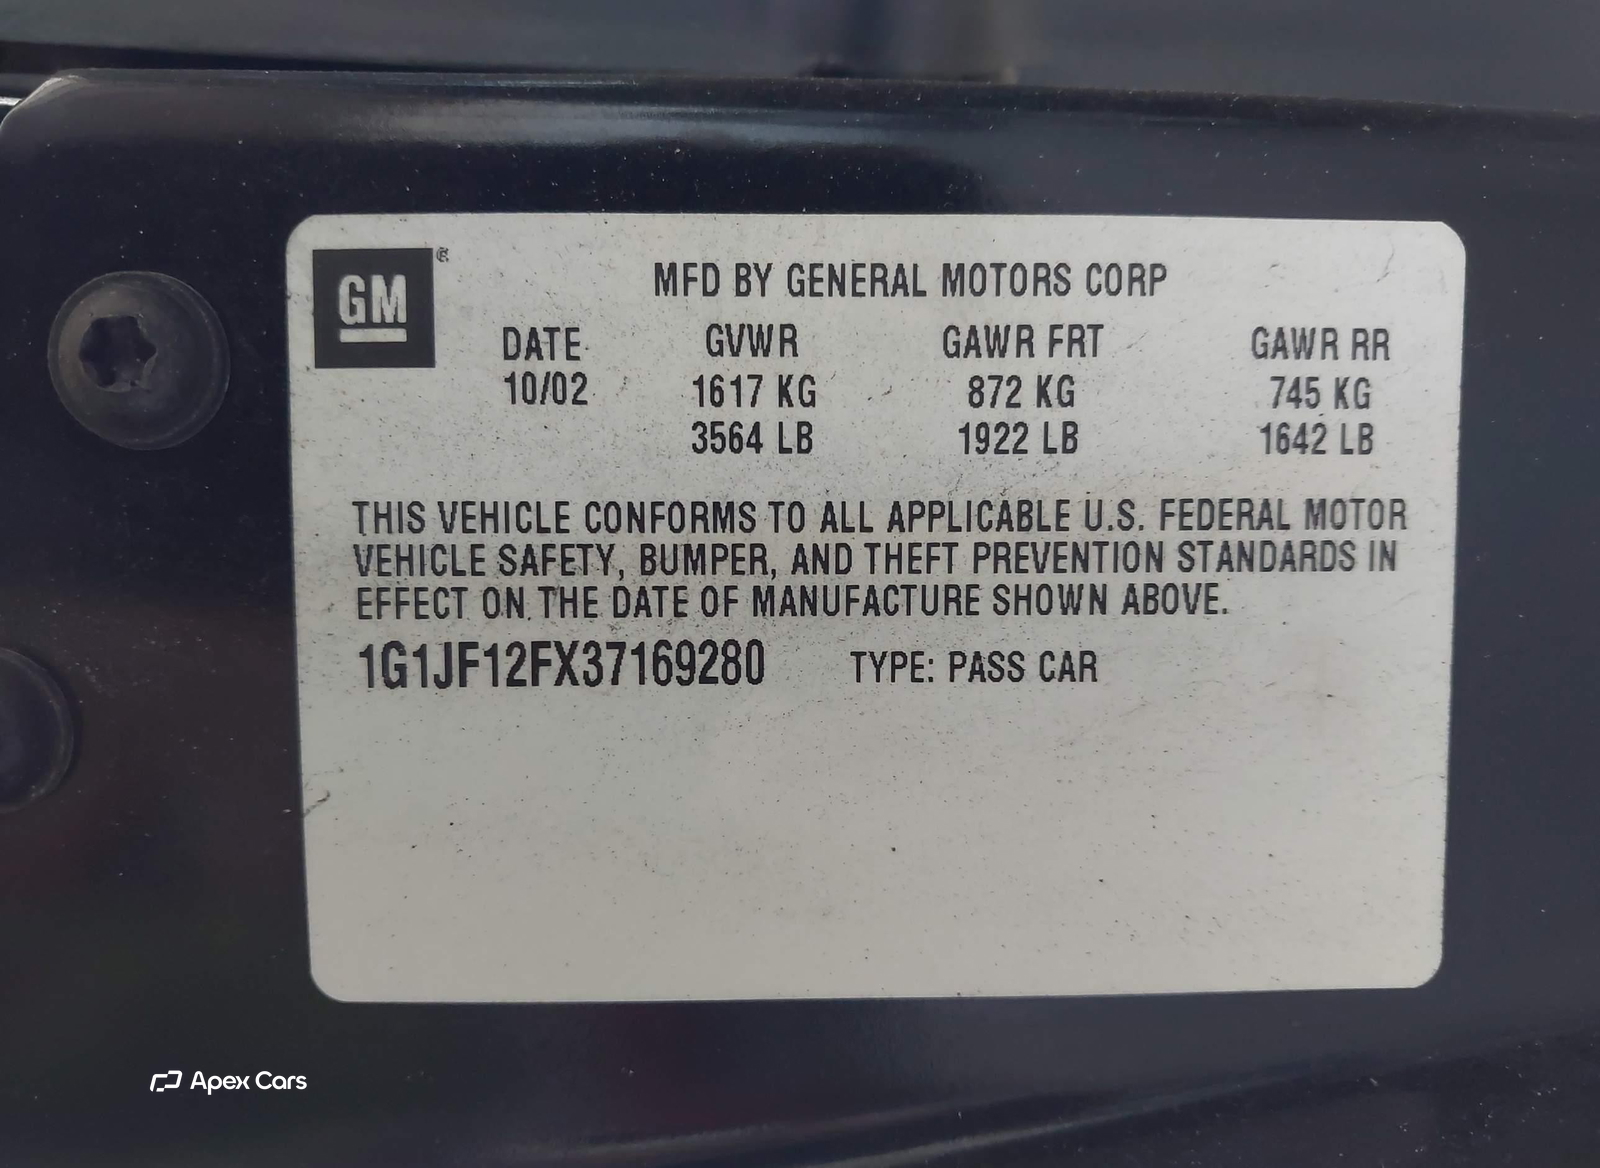 GM ®
MFD BY GENERAL MOTORS CORP
DATE GVWR GAWR FRT GAWR RR
10/02 1617 KG 872 KG 745 KG
3564 LB 1922 LB 1642 LB
THIS VEHICLE CONFORMS TO ALL APPLICABLE U.S. FEDERAL MOTOR
VEHICLE SAFETY, BUMPER, AND THEFT PREVENTION STANDARDS IN
EFFECT ON THE DATE OF MANUFACTURE SHOWN ABOVE.
1G1JF12FX37169280 TYPE: PASS CAR
Apex Cars